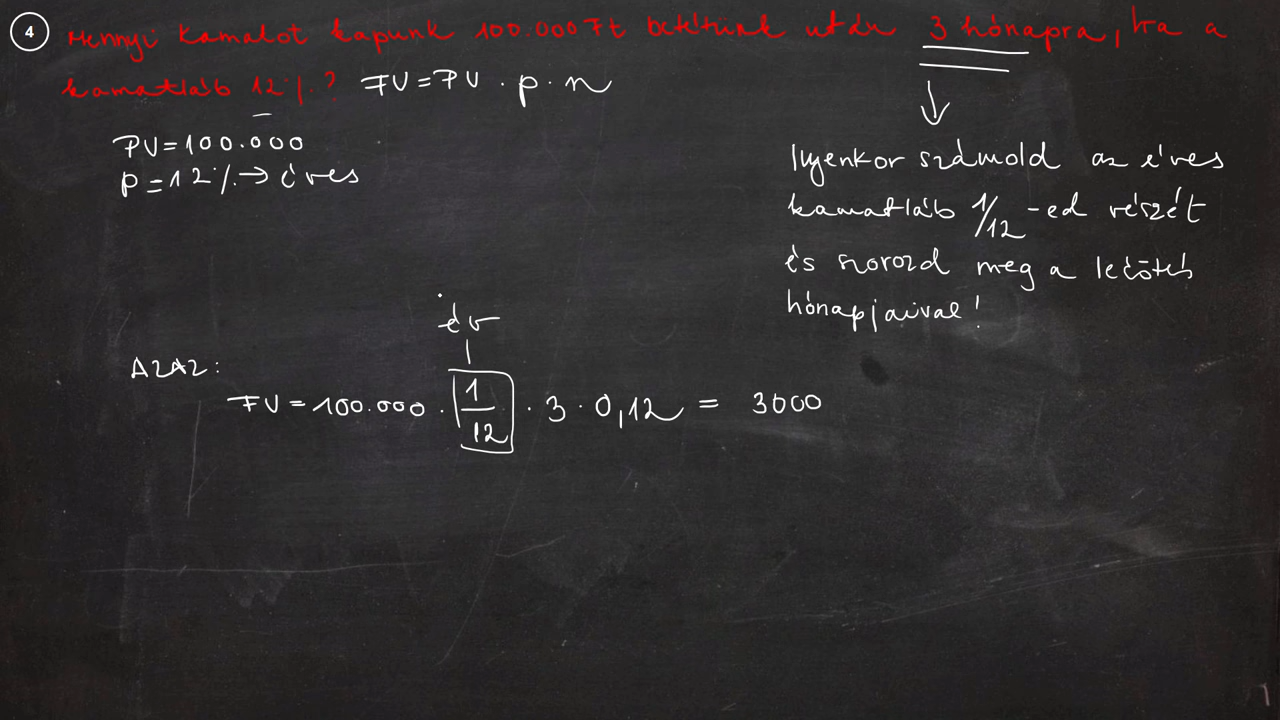 4
Mennyi kamatot kapunk 100.000 Ft betétünk után 3 hónapra, ha a
kamatláb 12%? FV = PV · p · n
PV = 100.000
p = 12% → éves
Ilyenkor számold az éves
kamatláb 1/12-ed részét
és szorozd meg a lekötés
hónapjaival!
év
AZAZ:
FV = 100.000 · 1/12 · 3 · 0,12 = 3000